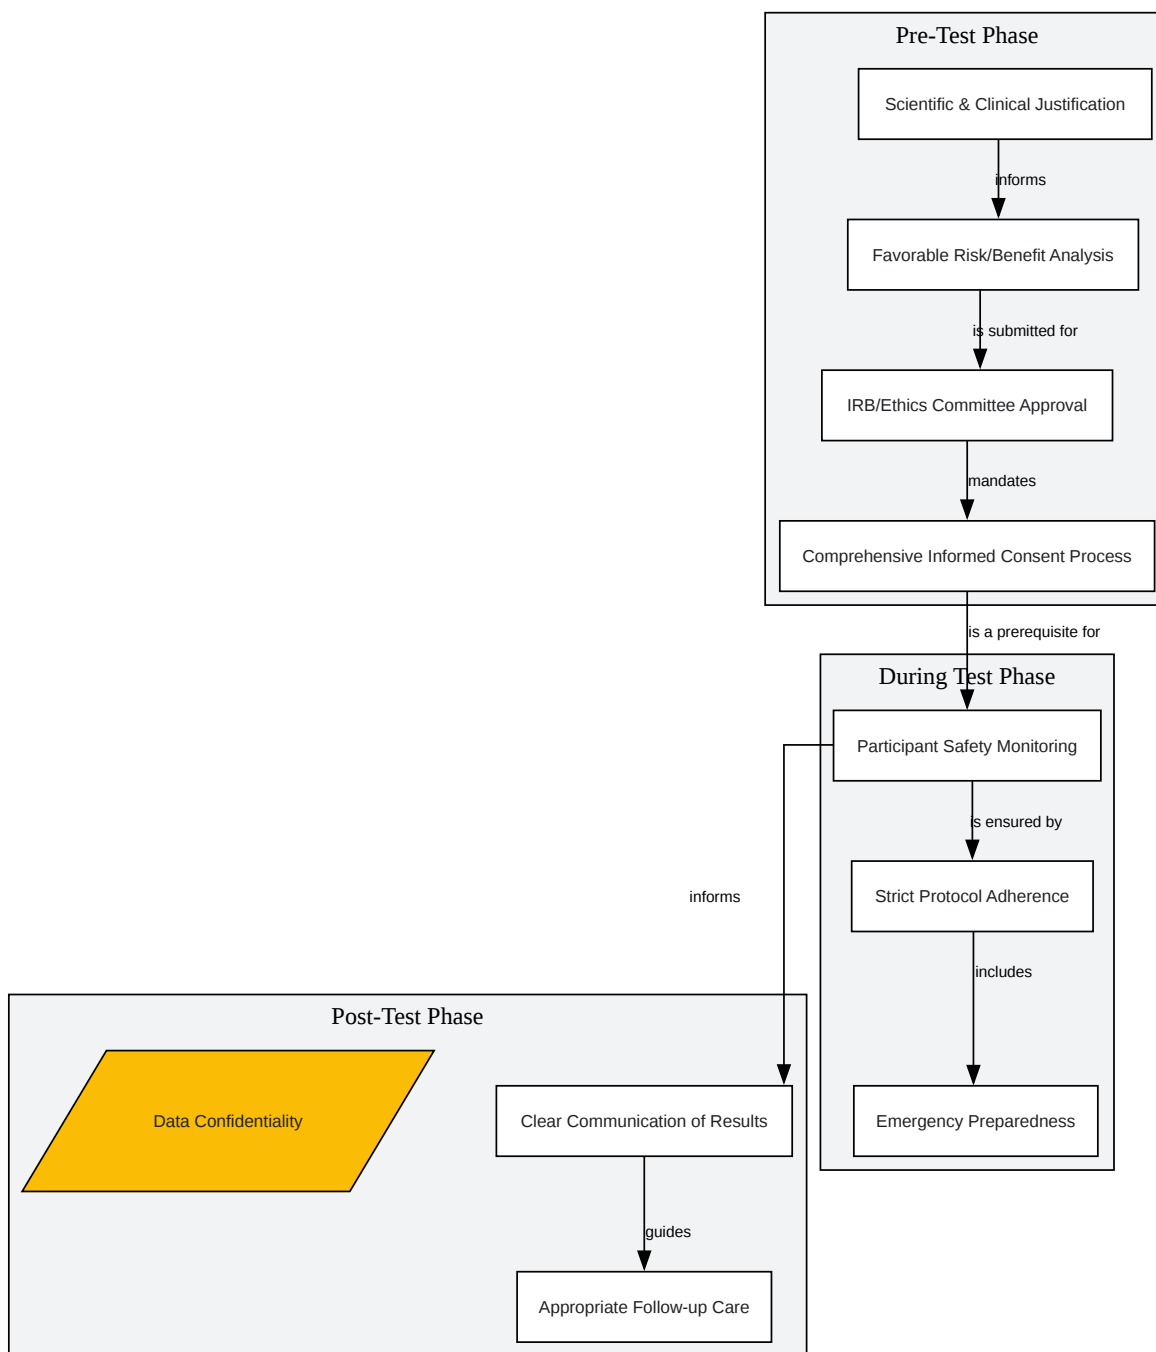 Pre-Test Phase
Scientific & Clinical Justification
informs
Favorable Risk/Benefit Analysis
is submitted for
IRB/Ethics Committee Approval
mandates
Comprehensive Informed Consent Process
is a prerequisite for
During Test Phase
Participant Safety Monitoring
is ensured by
Strict Protocol Adherence
informs
includes
Post-Test Phase
Data Confidentiality
Clear Communication of Results
Emergency Preparedness
guides
Appropriate Follow-up Care